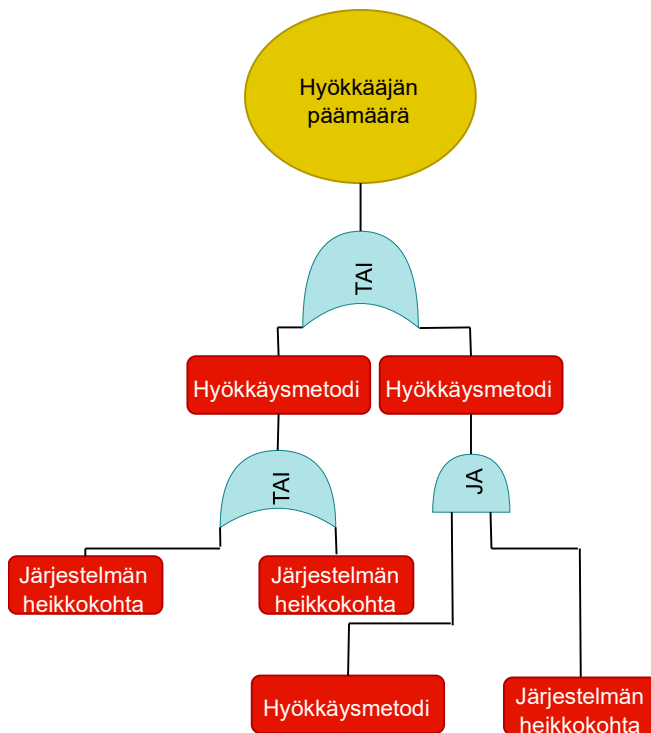 Hyökkääjän
päämäärä
TAI
Hyökkäysmetodi
Hyökkäysmetodi
TAI
JA
Järjestelmän
heikkokohta
Järjestelmän
heikkokohta
Hyökkäysmetodi
Järjestelmän
heikkokohta